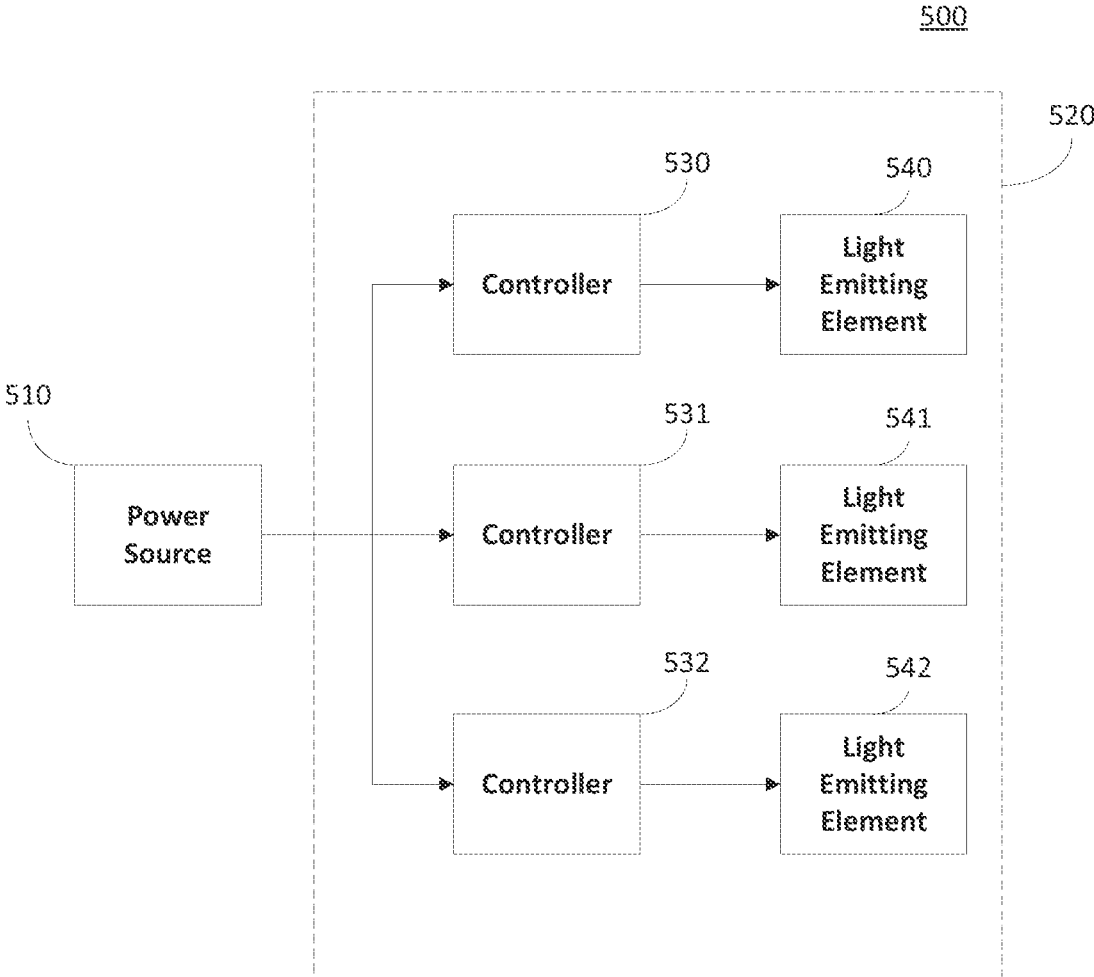 500
520
530
540
Controller
Light
Emitting
Element
510
531
541
Power
Source
Controller
Light
Emitting
Element
532
542
Controller
Light
Emitting
Element